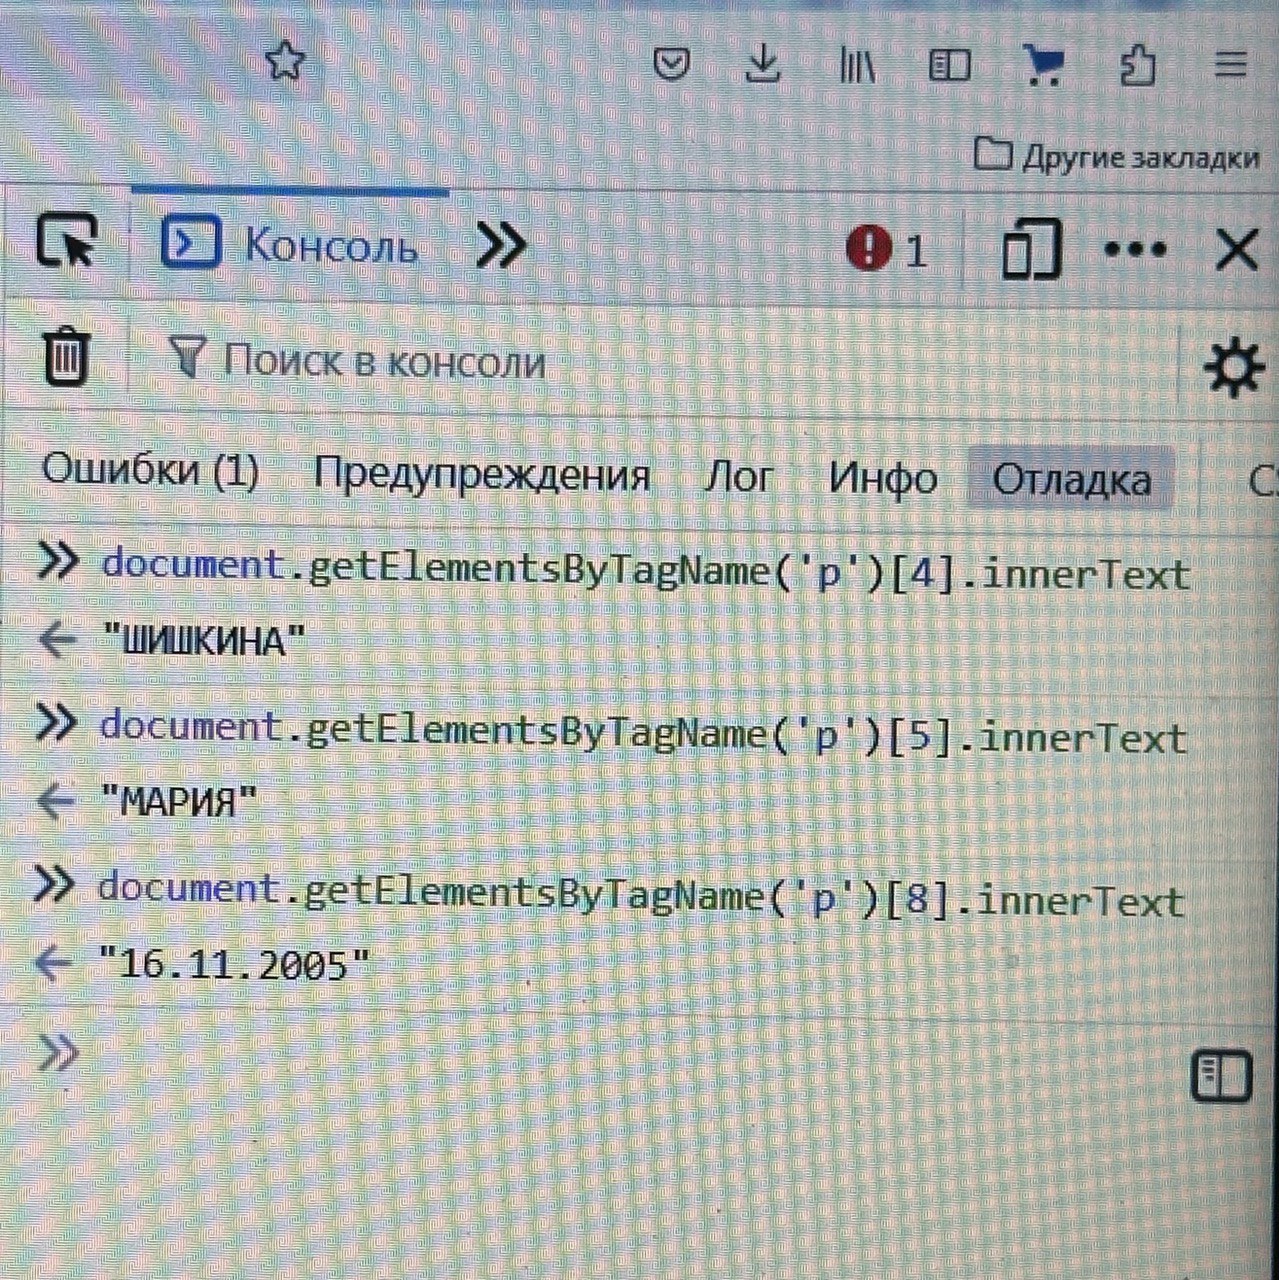 Другие закладки
Консоль
1
Поиск в консоли
Ошибки (1) Предупреждения Лог Инфо Отладка
>> document.getElementsByTagName('p')[4].innerText
← "ШИШКИНА"
>> document.getElementsByTagName('p')[5].innerText
← "МАРИЯ"
>> document.getElementsByTagName('p')[8].innerText
← "16.11.2005"
>>